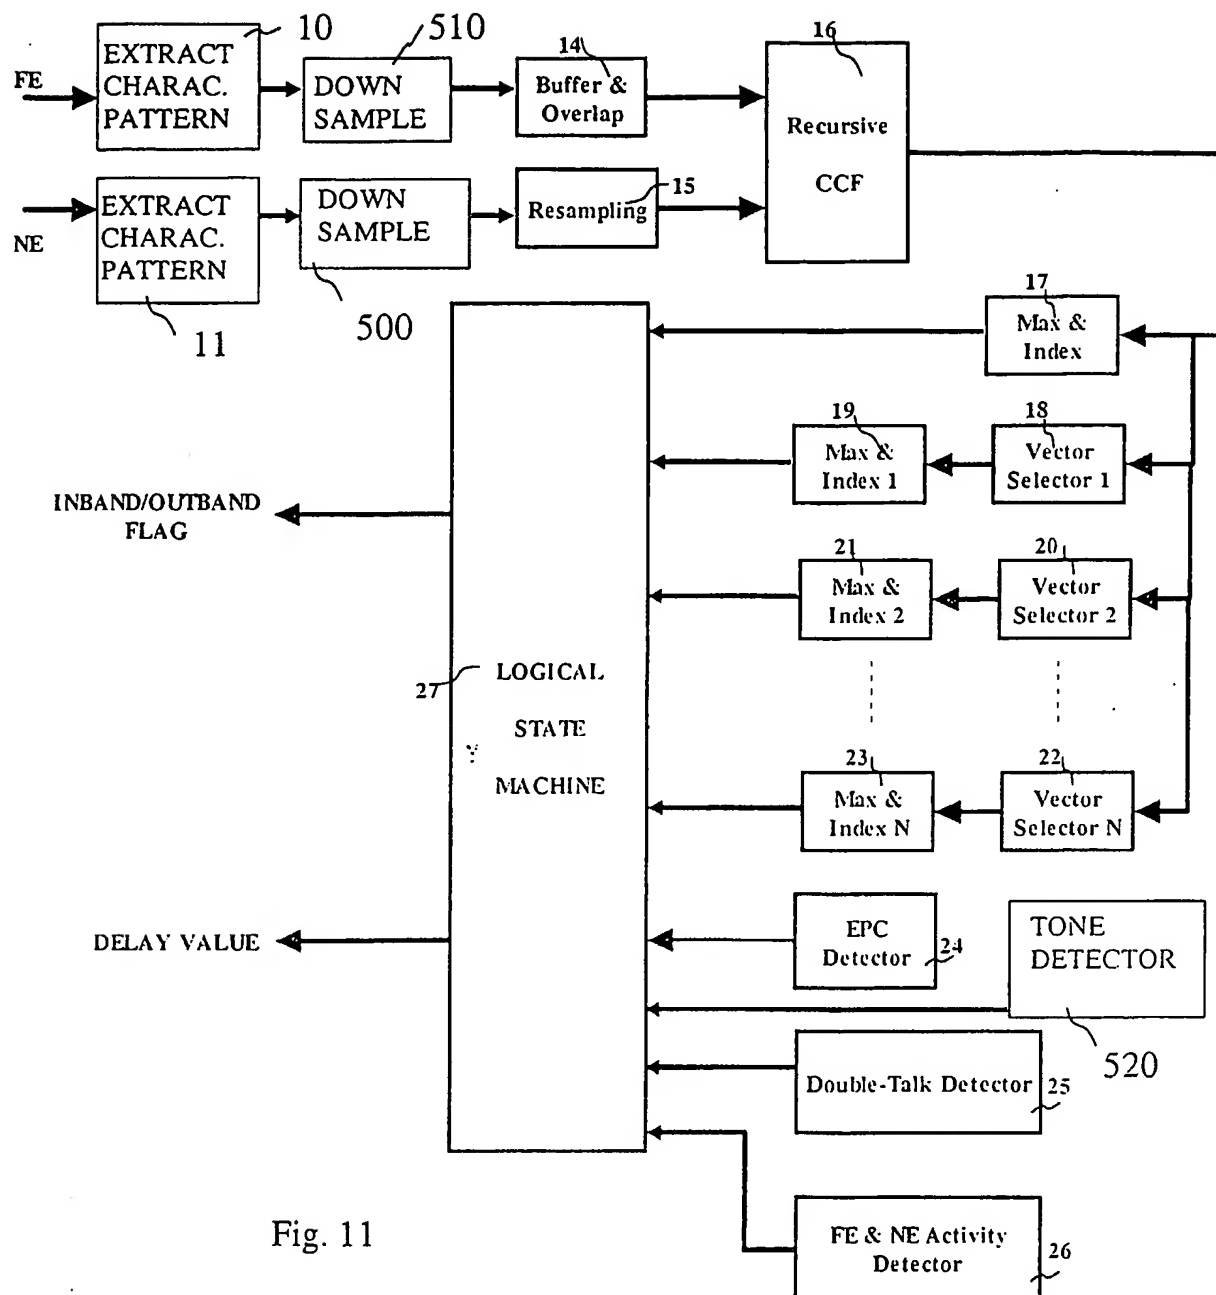 10
510
14
16
FE
EXTRACT
CHARAC.
PATTERN
DOWN
SAMPLE
Buffer &
Overlap
Recursive
CCF
NE
EXTRACT
CHARAC.
PATTERN
DOWN
SAMPLE
Resampling
15
11
500
17
Max &
Index
19
Max &
Index 1
18
Vector
Selector 1
INBAND/OUTBAND
FLAG
21
Max &
Index 2
20
Vector
Selector 2
27
LOGICAL
STATE
MACHINE
23
Max &
Index N
22
Vector
Selector N
DELAY VALUE
EPC
Detector
24
TONE
DETECTOR
520
Double-Talk Detector
25
FE & NE Activity
Detector
26
Fig. 11